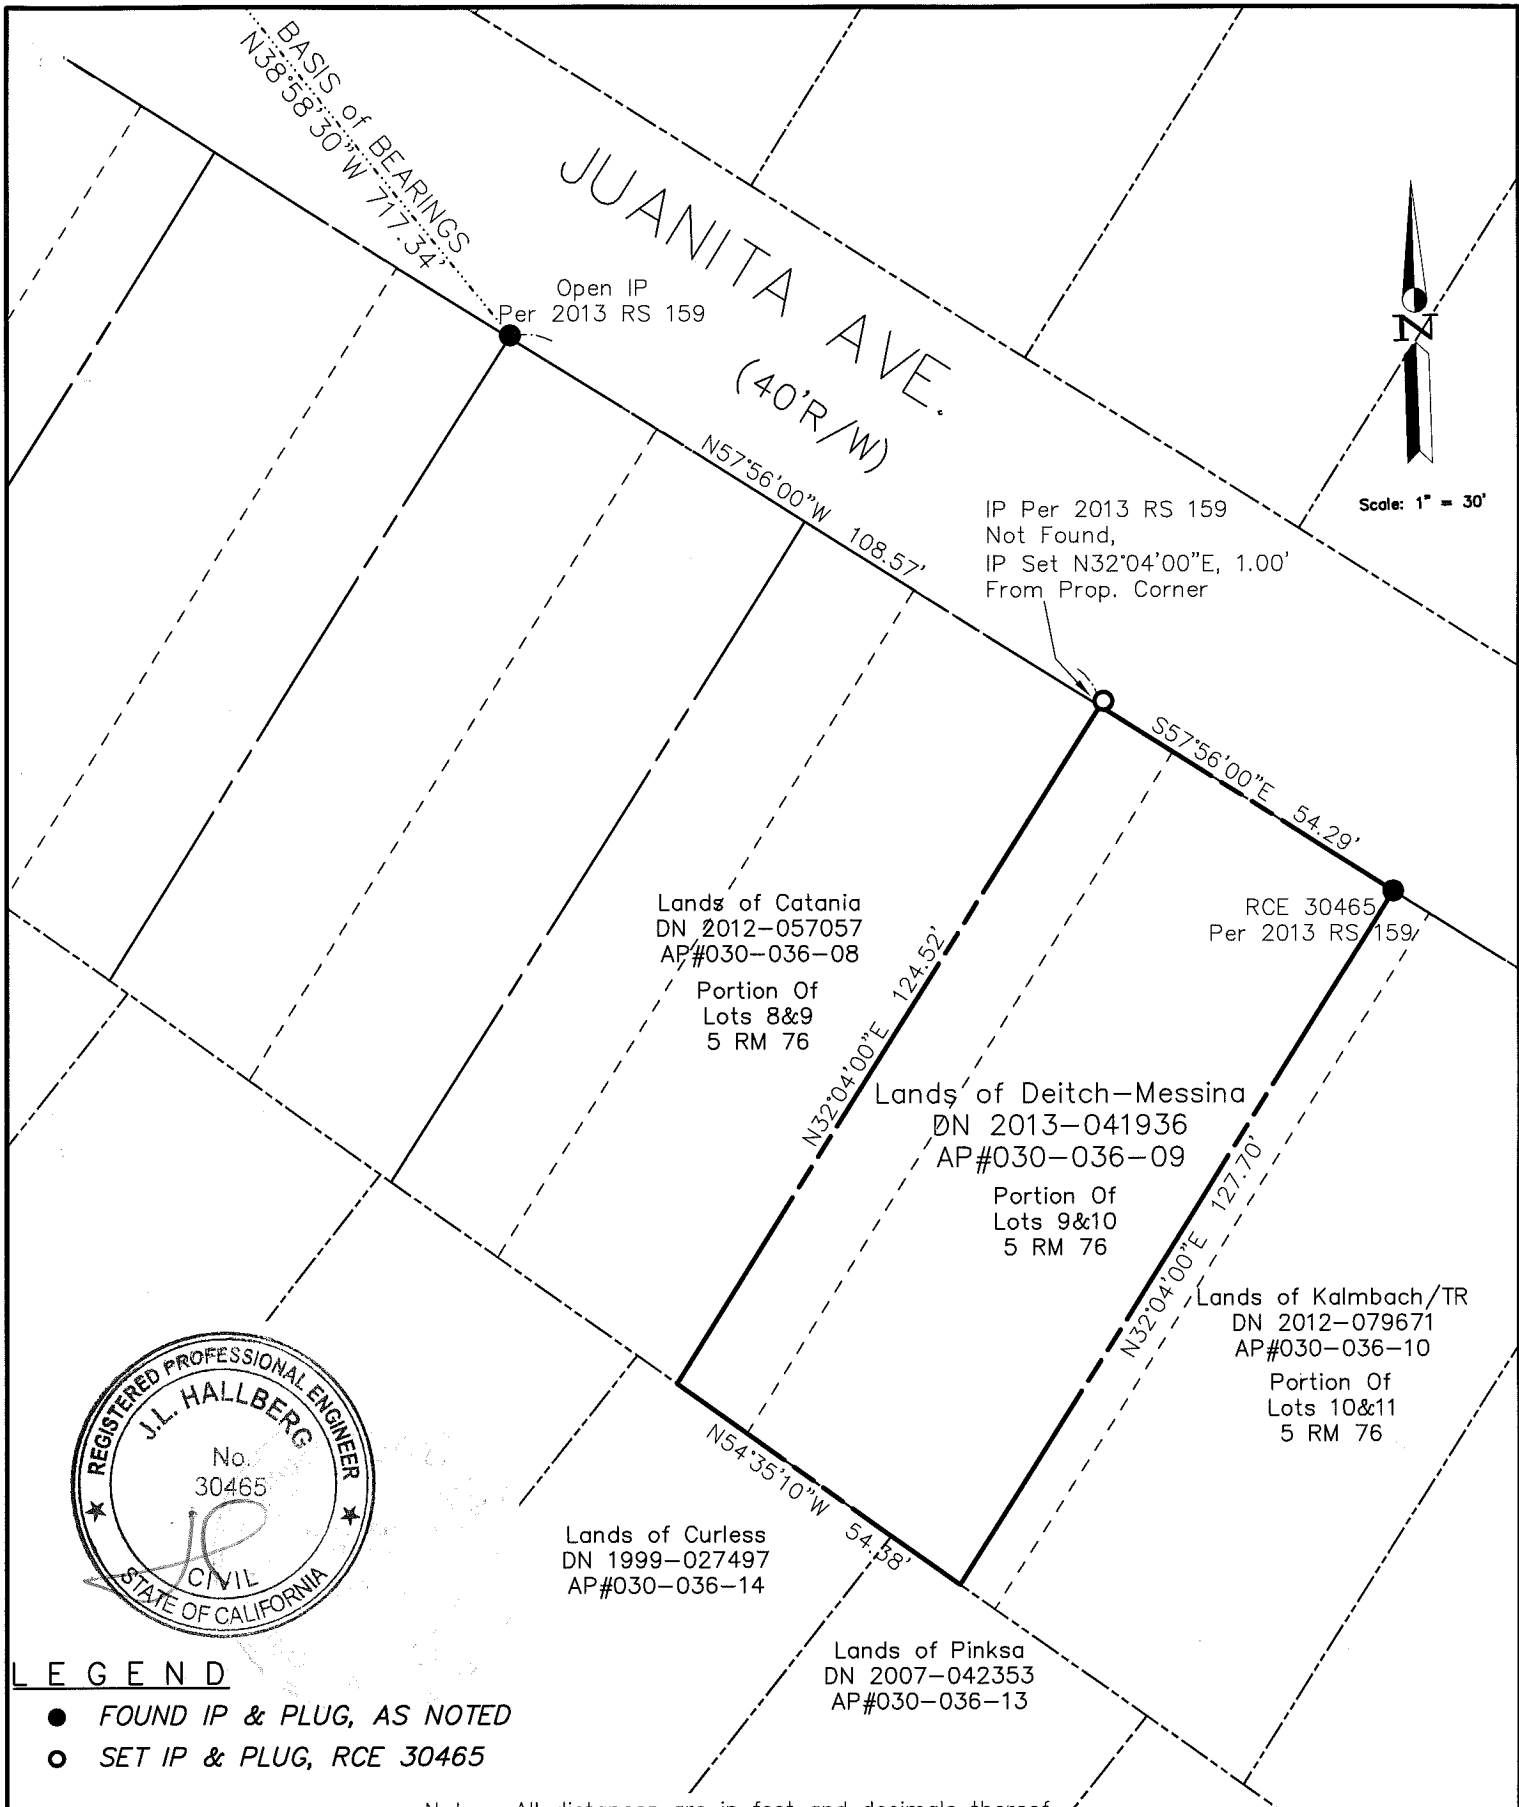 BASIS of BEARINGS
N38°58'30"W 717.34'
JUANITA AVE.
(40'R/W)
Open IP
Per 2013 RS 159
N
Scale: 1" = 30'
N57°56'00"W 108.57'
IP Per 2013 RS 159
Not Found,
IP Set N32°04'00"E, 1.00'
From Prop. Corner
S57°56'00"E 54.29'
RCE 30465
Per 2013 RS 159
Lands of Catania
DN 2012-057057
AP#030-036-08
Portion Of
Lots 8&9
5 RM 76
N32°04'00"E 124.52'
Lands of Deitch-Messina
DN 2013-041936
AP#030-036-09
Portion Of
Lots 9&10
5 RM 76
N32°04'00"E 127.70'
Lands of Kalmbach/TR
DN 2012-079671
AP#030-036-10
Portion Of
Lots 10&11
5 RM 76
N54°35'10"W 54.38'
REGISTERED PROFESSIONAL ENGINEER
J.L. HALLBERG
No.
30465
CIVIL
STATE OF CALIFORNIA
Lands of Curless
DN 1999-027497
AP#030-036-14
Lands of Pinksa
DN 2007-042353
AP#030-036-13
LEGEND
FOUND IP & PLUG, AS NOTED
SET IP & PLUG, RCE 30465
All distances are in feet and decimals thereof